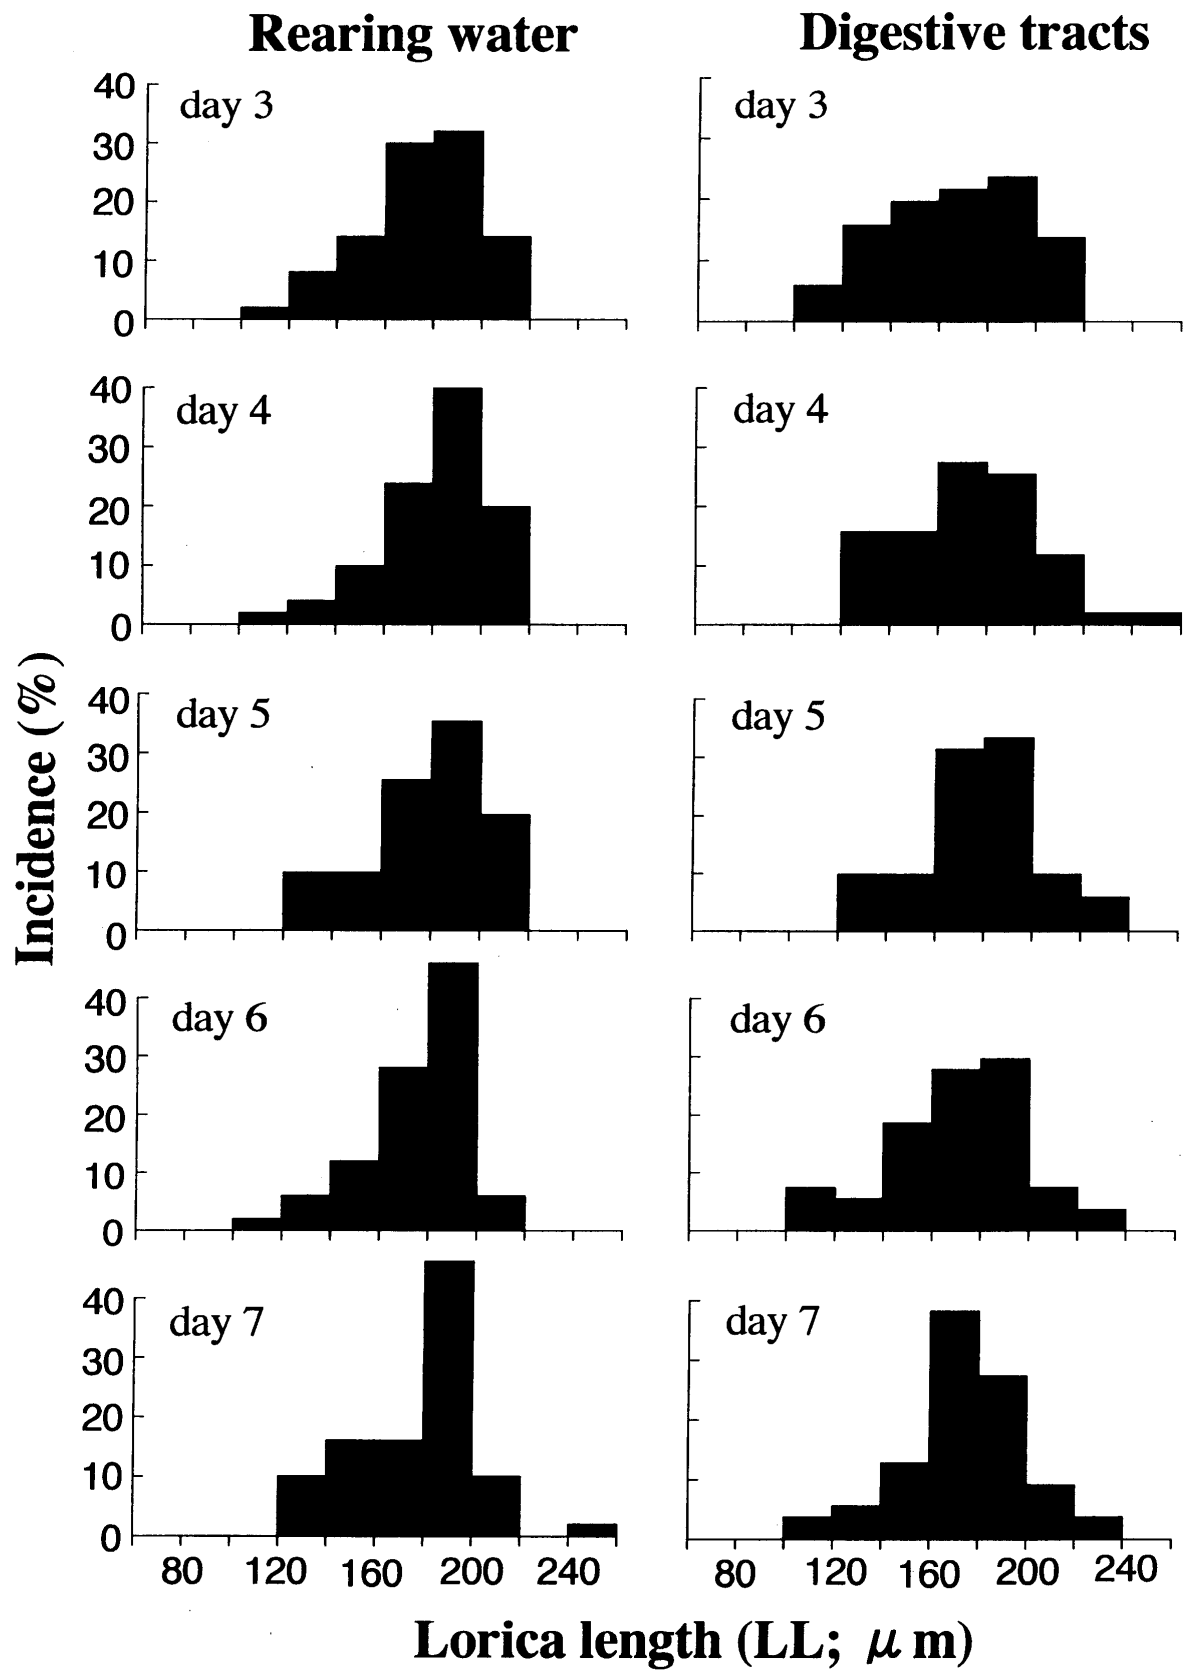 Rearing water Digestive tracts
40 day 3 day 3
30
20
10
0
40 day 4 day 4
30
20
10
0
Incidence (%)
40 day 5 day 5
30
20
10
0
40 day 6 day 6
30
20
10
0
40 day 7 day 7
30
20
10
0
80 120 160 200 240 80 120 160 200 240
Lorica length (LL; μm)